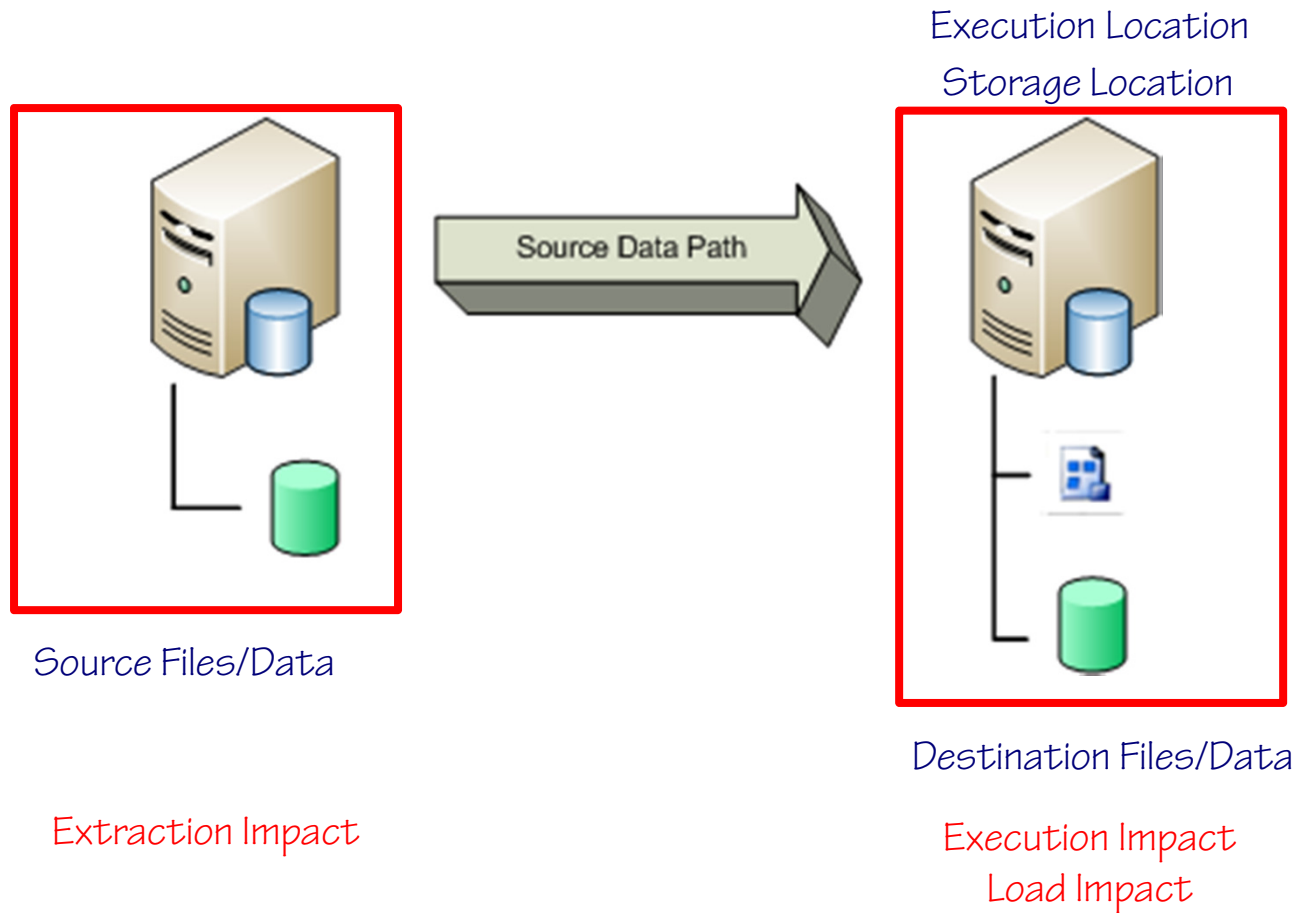 Execution Location
Storage Location
Source Data Path
Source Files/Data
Destination Files/Data
Extraction Impact
Execution Impact
Load Impact